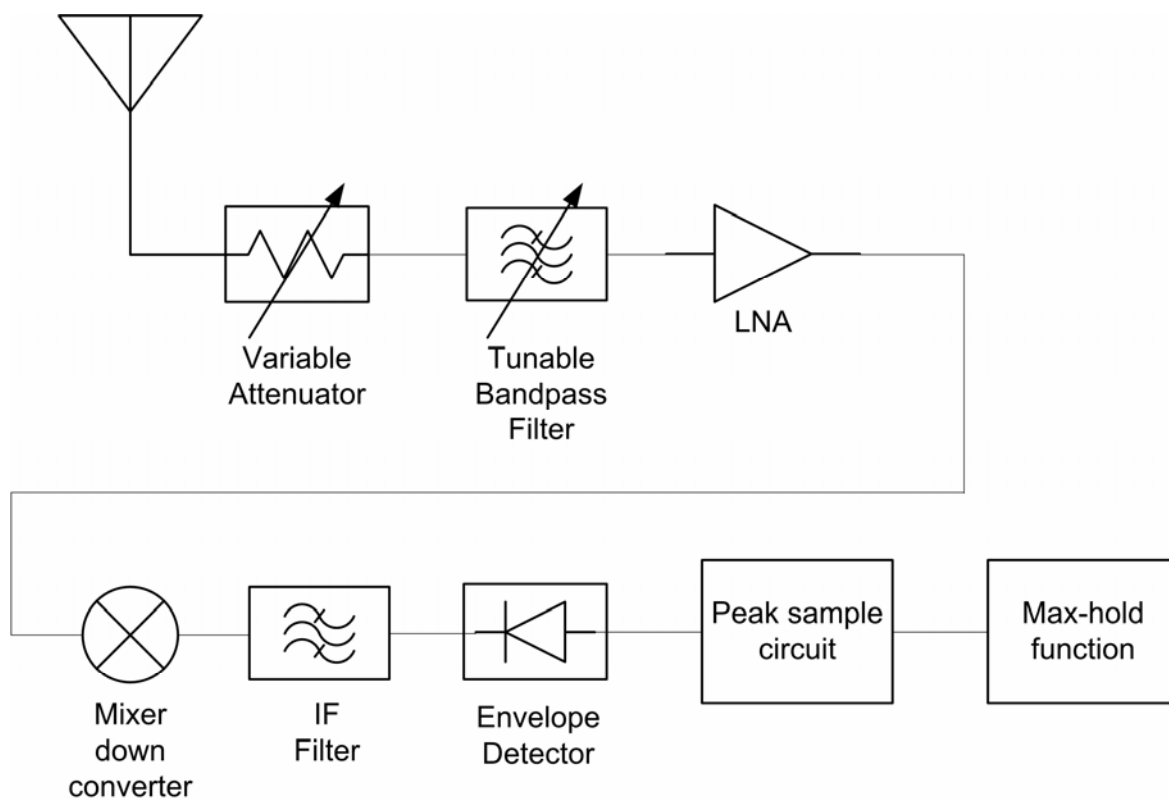 Variable
Attenuator
Tunable
Bandpass
Filter
LNA
Mixer
down
converter
IF
Filter
Envelope
Detector
Peak sample
circuit
Max-hold
function